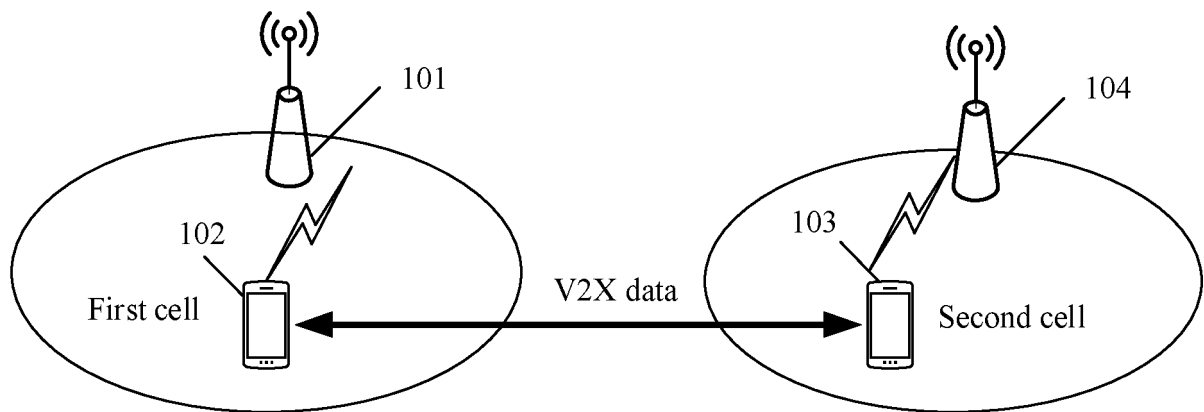 101
104
102
103
V2X data
First cell
Second cell